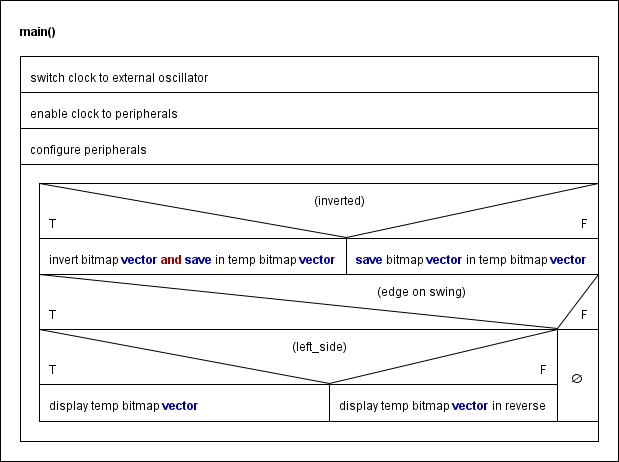 main()
switch clock to external oscillator
enable clock to peripherals
configure peripherals
(inverted)
T F
invert bitmap vector and save in temp bitmap vector
save bitmap vector in temp bitmap vector
(edge on swing)
T F
(left_side)
T F
∅
display temp bitmap vector
display temp bitmap vector in reverse